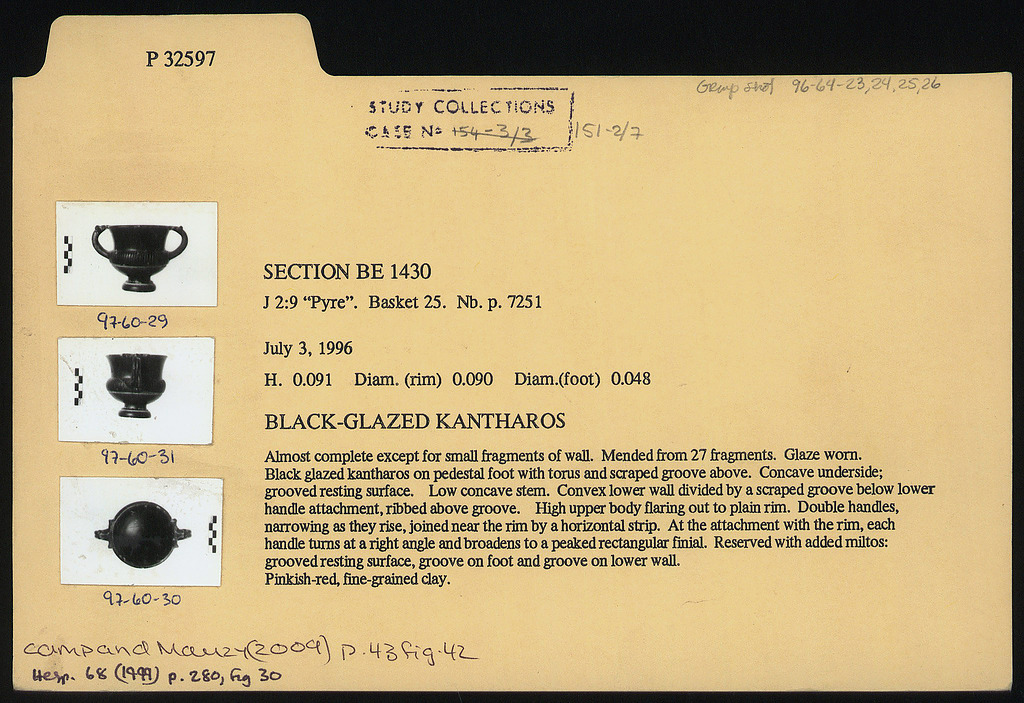 P 32597
Group shot 96-64-23,24,25,26
STUDY COLLECTIONS
CASE Nº 154-3/3 151-2/7
97-60-29
97-60-31
97-60-30
SECTION BE 1430
J 2:9 “Pyre”. Basket 25. Nb. p. 7251
July 3, 1996
H. 0.091 Diam. (rim) 0.090 Diam.(foot) 0.048
BLACK-GLAZED KANTHAROS
Almost complete except for small fragments of wall. Mended from 27 fragments. Glaze worn.
Black glazed kantharos on pedestal foot with torus and scraped groove above. Concave underside;
grooved resting surface. Low concave stem. Convex lower wall divided by a scraped groove below lower
handle attachment, ribbed above groove. High upper body flaring out to plain rim. Double handles,
narrowing as they rise, joined near the rim by a horizontal strip. At the attachment with the rim, each
handle turns at a right angle and broadens to a peaked rectangular finial. Reserved with added miltos:
grooved resting surface, groove on foot and groove on lower wall.
Pinkish-red, fine-grained clay.
Camp and Mauzy (2009) p. 43 fig. 42
Hesp. 68 (1999) p. 280, fig 30